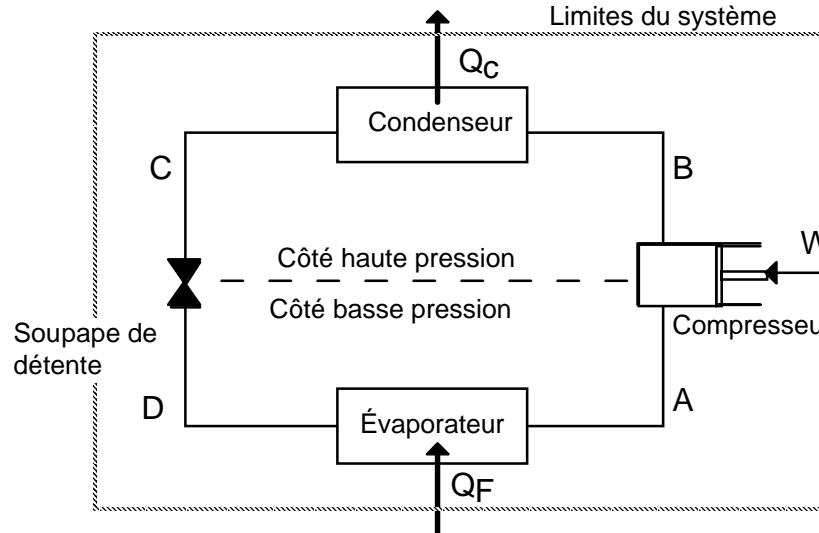 Limites du système
Qc
Condenseur
C
B
Côté haute pression
W
Côté basse pression
Soupape de
détente
Compresseu
D
A
Évaporateur
QF